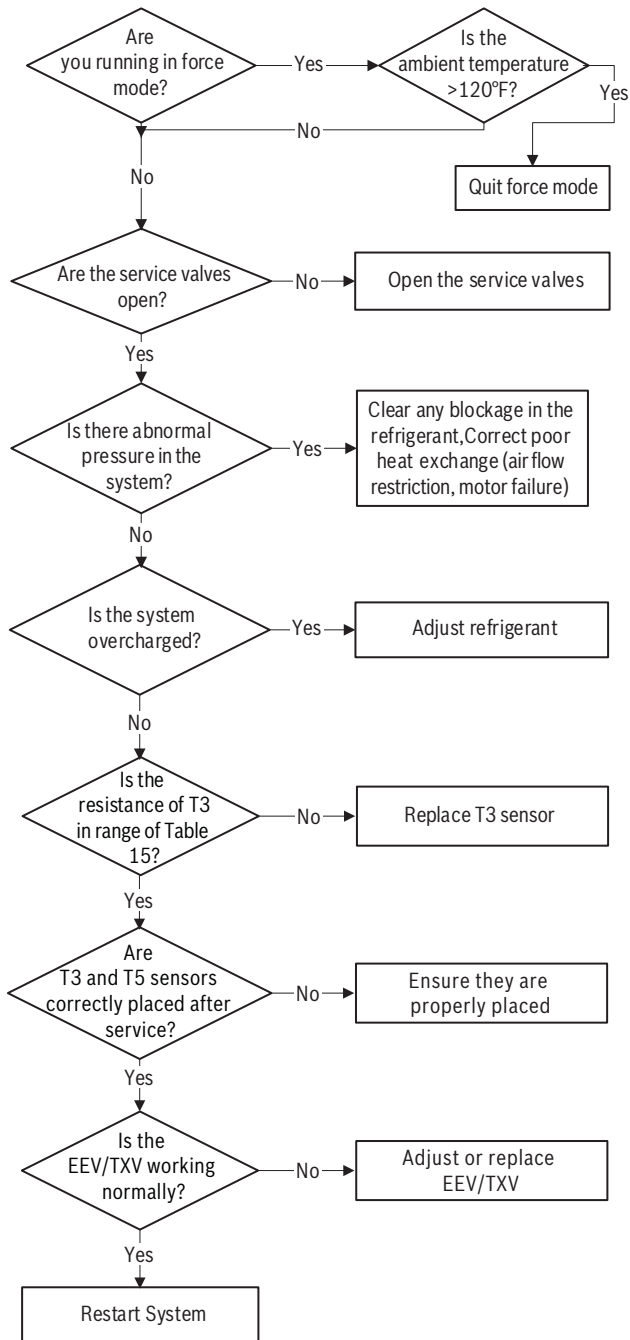 Are
you running in force
mode?
Yes
Is the
ambient temperature
>120°F?
Yes
No
Quit force mode
No
Are the service valves
open?
No
Open the service valves
Yes
Is there abnormal
pressure in the
system?
Yes
Clear any blockage in the
refrigerant,Correct poor
heat exchange (air flow
restriction, motor failure)
No
Is the system
overcharged?
Yes
Adjust refrigerant
No
Is the
resistance of T3
in range of Table
15?
No
Replace T3 sensor
Yes
Are
T3 and T5 sensors
correctly placed after
service?
No
Ensure they are
properly placed
Yes
Is the
EEV/TXV working
normally?
No
Adjust or replace
EEV/TXV
Yes
Restart System